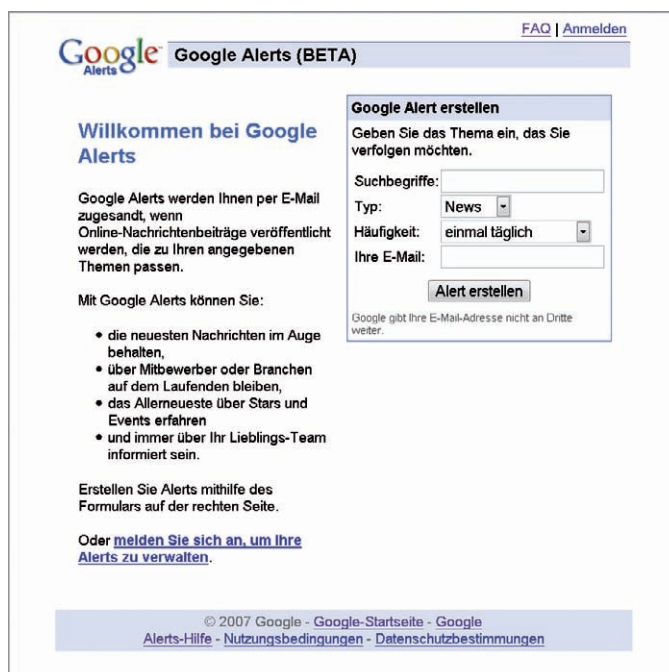 FAQ | Anmelden
Google Alerts
Google Alerts (BETA)
Willkommen bei Google
Alerts
Google Alerts werden Ihnen per E-Mail
zugesandt, wenn
Online-Nachrichtenbeiträge veröffentlicht
werden, die zu Ihren angegebenen
Themen passen.
Mit Google Alerts können Sie:
• die neuesten Nachrichten im Auge
behalten,
• über Mitbewerber oder Branchen
auf dem Laufenden bleiben,
• das Allerneueste über Stars und
Events erfahren
• und immer über Ihr Lieblings-Team
informiert sein.
Erstellen Sie Alerts mithilfe des
Formulars auf der rechten Seite.
Oder melden Sie sich an, um Ihre
Alerts zu verwalten.
Google Alert erstellen
Geben Sie das Thema ein, das Sie
verfolgen möchten.
Suchbegriffe:
Typ: News
Häufigkeit: einmal täglich
Ihre E-Mail:
Alert erstellen
Google gibt Ihre E-Mail-Adresse nicht an Dritte
weiter.
© 2007 Google - Google-Startseite - Google
Alerts-Hilfe - Nutzungsbedingungen - Datenschutzbestimmungen